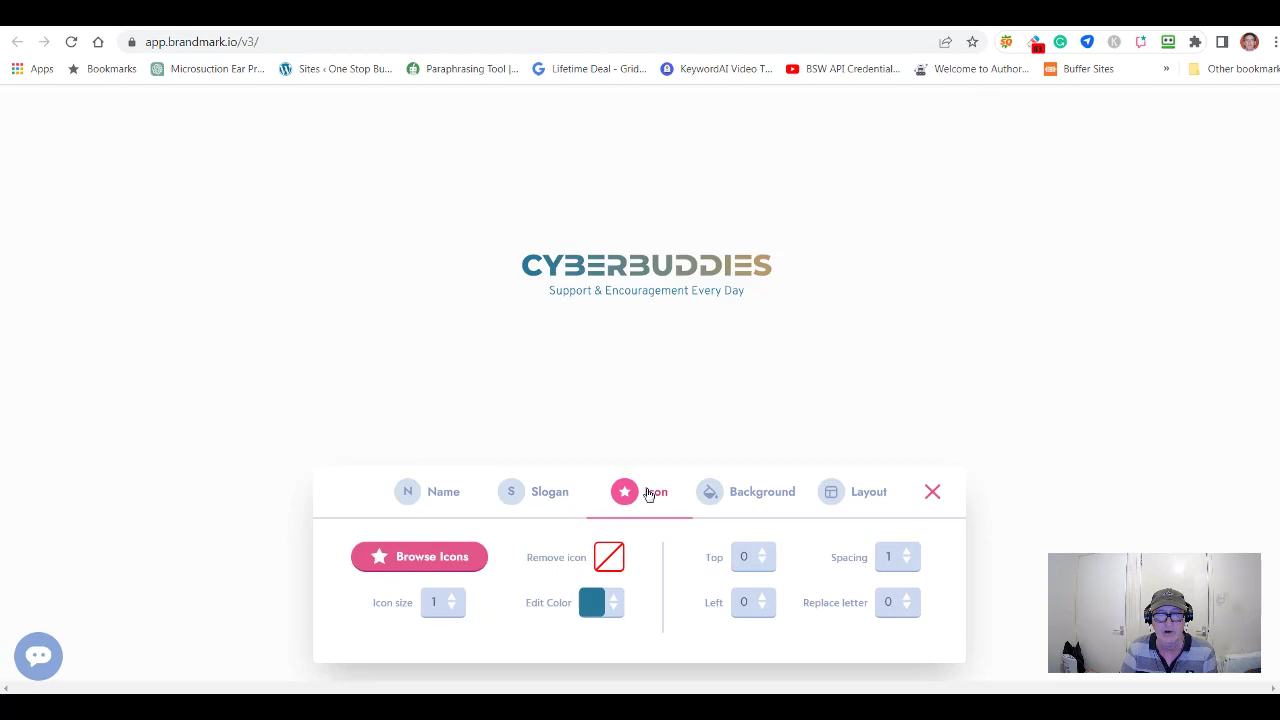 app.brandmark.io/v3/
83
Apps
Bookmarks
Microsuction Ear Pr...
Sites ‹ One Stop Bu...
Paraphrasing Tool |...
Lifetime Deal - Grid...
KeywordAI Video T...
BSW API Credential...
Welcome to Author...
Buffer Sites
»
Other bookmark
CYBERBUDDIES
Support & Encouragement Every Day
N Name
S Slogan
Icon
Background
Layout
Browse Icons
Remove icon
Top 0
Spacing 1
Icon size 1
Edit Color
Left 0
Replace letter 0